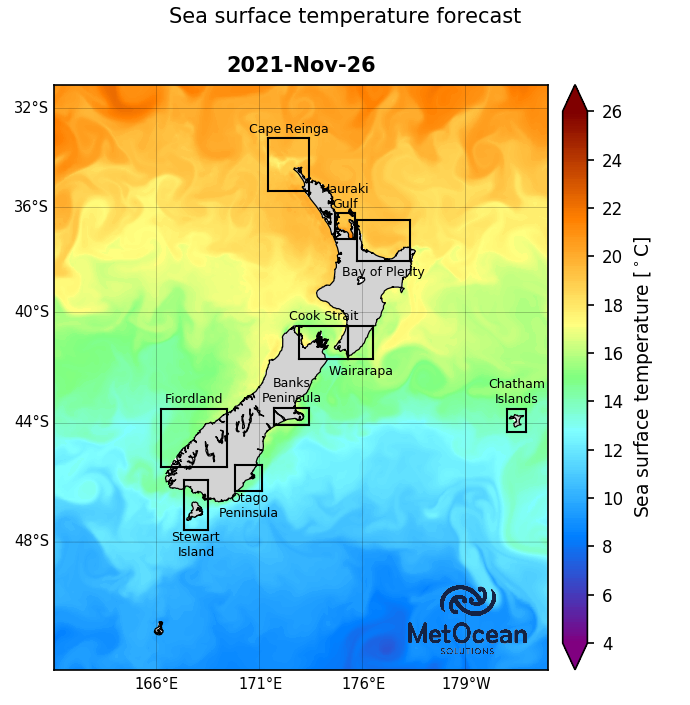 Sea surface temperature forecast
2021-Nov-26
32°S
36°S
40°S
44°S
48°S
166°E
171°E
176°E
179°W
Cape Reinga
Hauraki
Gulf
Bay of Plenty
Cook Strait
Wairarapa
Banks
Peninsula
Chatham
Islands
Fiordland
Otago
Peninsula
Stewart
Island
MetOcean
SOLUTIONS
26
24
22
20
18
16
14
12
10
8
6
4
Sea surface temperature [°C]